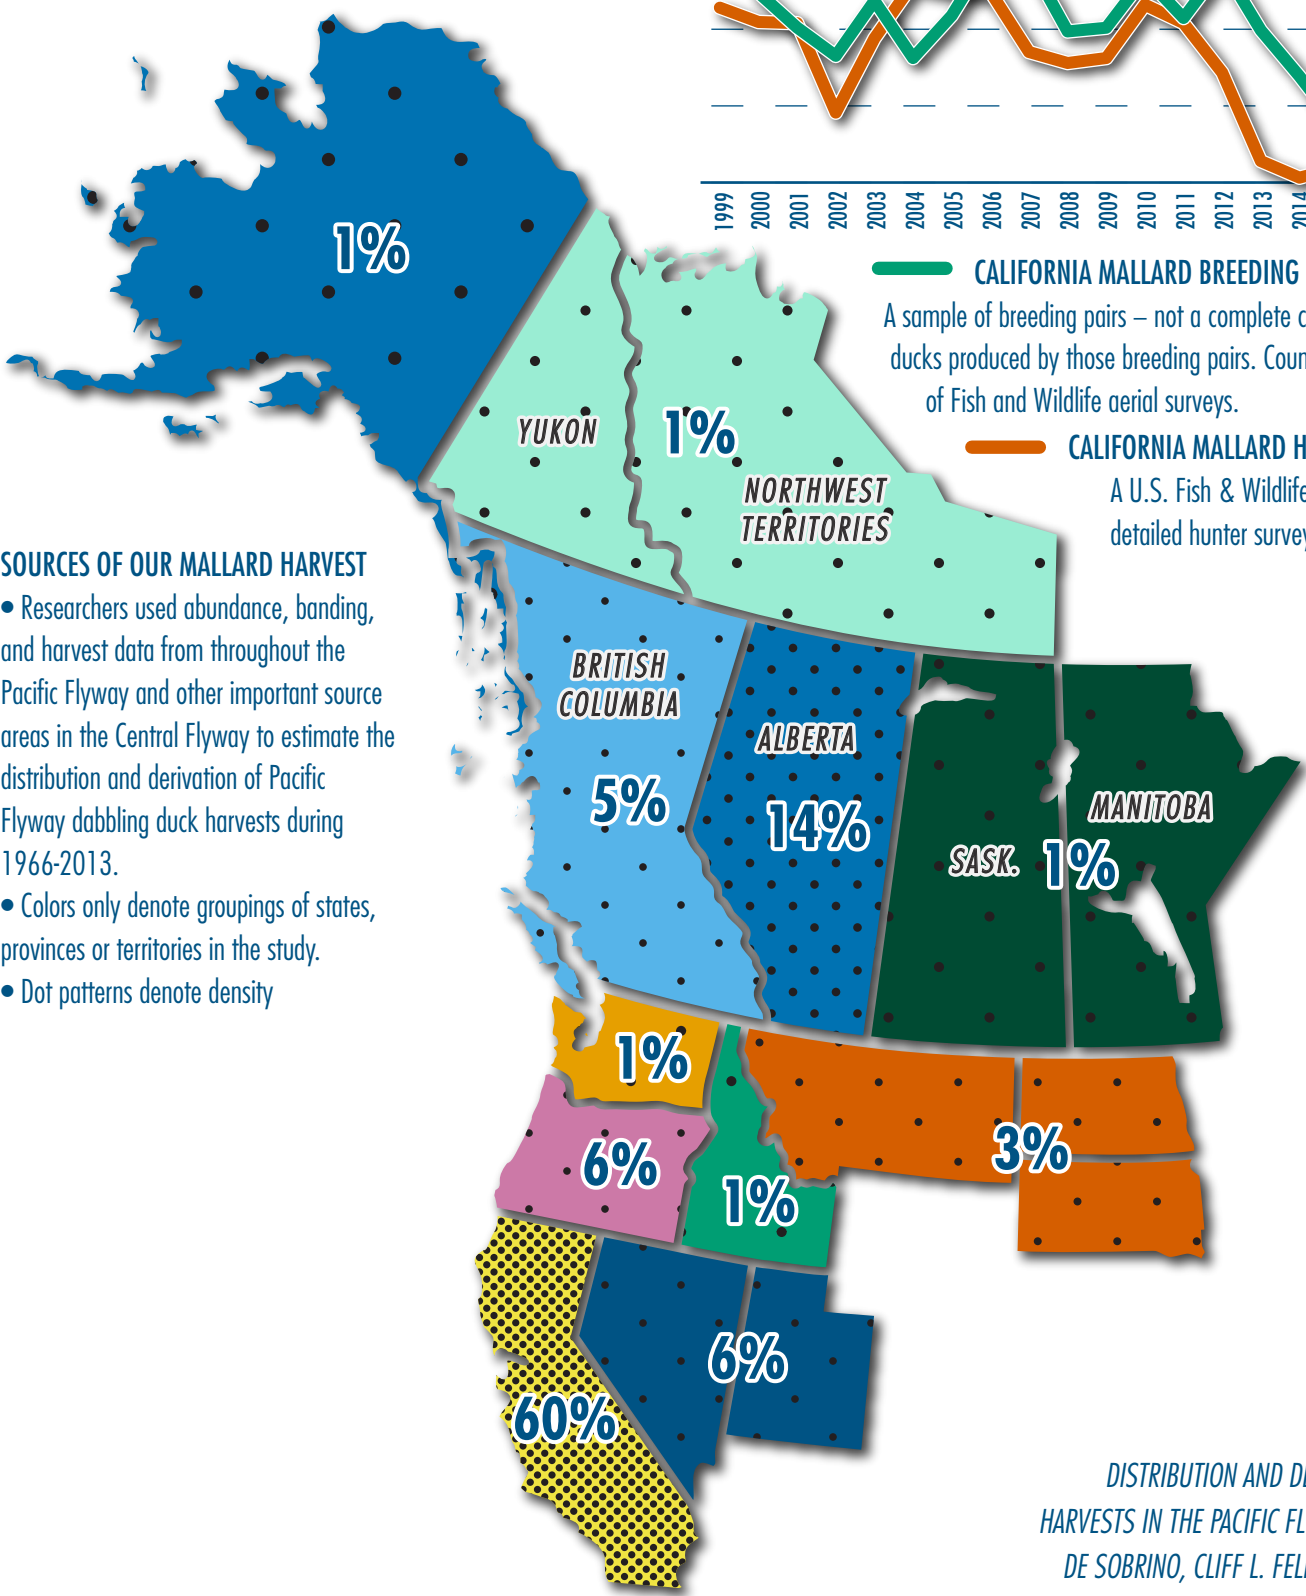 1999
2000
2001
2002
2003
2004
2005
2006
2007
2008
2009
2010
2011
2012
2013
2014
CALIFORNIA MALLARD BREEDING
A sample of breeding pairs – not a complete
ducks produced by those breeding pairs.
of Fish and Wildlife aerial surveys.
CALIFORNIA MALLARD
A U.S. Fish & Wildlife
detailed hunter
1%
YUKON
1%
NORTHWEST
TERRITORIES
SOURCES OF OUR MALLARD HARVEST
• Researchers used abundance, banding,
and harvest data from throughout the
Pacific Flyway and other important source
areas in the Central Flyway to estimate the
distribution and derivation of Pacific
Flyway dabbling duck harvests during
1966-2013.
• Colors only denote groupings of states,
provinces or territories in the study.
• Dot patterns denote density
BRITISH
COLUMBIA
5%
ALBERTA
14%
SASK.
1%
MANITOBA
1%
6%
1%
3%
6%
60%
DISTRIBUTION AND
HARVESTS IN THE PACIFIC
DE SOBRINO, CLIFF L.